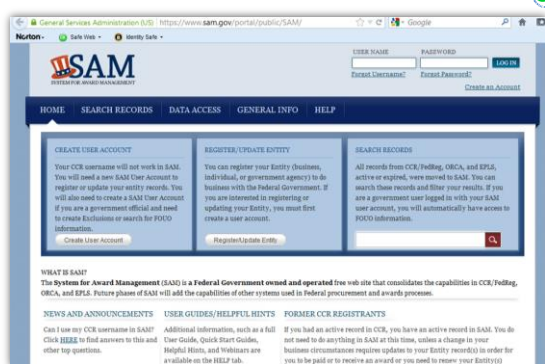 General Services Administration (US) https://www.sam.gov/portal/public/SAM/
Google
Norton
Safe Web
Identity Safe
SAM
SYSTEM FOR AWARD MANAGEMENT
USER NAME PASSWORD
LOG IN
Forgot Username? Forgot Password?
Create an Account
HOME SEARCH RECORDS DATA ACCESS GENERAL INFO HELP
CREATE USER ACCOUNT
Your CCR username will not work in SAM.
You will need a new SAM User Account to
register or update your entity records. You
will also need to create a SAM User Account
if you are a government official and need
to create Exclusions or search for FOUO
information.
Create User Account
REGISTER/UPDATE ENTITY
You can register your Entity (business,
individual, or government agency) to do
business with the Federal Government. If
you are interested in registering or
updating your Entity, you must first
create a user account.
Register/Update Entity
SEARCH RECORDS
All records from CCR/FedReg, ORCA, and EPLS,
active or expired, were moved to SAM. You can
search these records and filter your results. If you
are a government user logged in with your SAM
user account, you will automatically have access to
FOUO information.
WHAT IS SAM?
The System for Award Management (SAM) is a Federal Government owned and operated free web site that consolidates the capabilities in CCR/FedReg,
ORCA, and EPLS. Future phases of SAM will add the capabilities of other systems used in Federal procurement and awards processes.
NEWS AND ANNOUNCEMENTS
Can I use my CCR username in SAM?
Click HERE to find answers to this and
other top questions.
USER GUIDES/HELPFUL HINTS
Additional information, such as a full
User Guide, Quick Start Guides,
Helpful Hints, and Webinars are
available on the HELP tab.
FORMER CCR REGISTRANTS
If you had an active record in CCR, you have an active record in SAM. You do
not need to do anything in SAM at this time, unless a change in your
business circumstances requires updates to your Entity record(s) in order for
you to be paid or to receive an award or you need to renew your Entity(s)